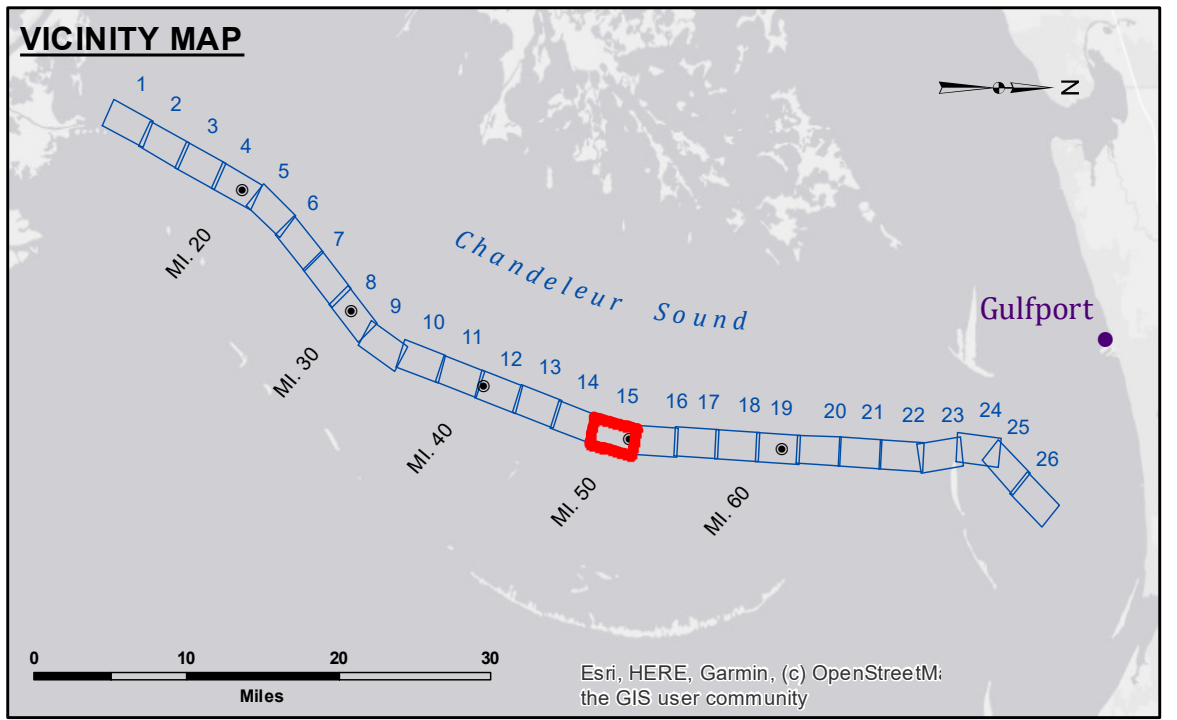 VICINITY MAP
N
1
2
3
4
5
6
7
8
9
10
11
12
13
14
15
16
17
18
19
20
21
22
23
24
25
26
MI. 20
MI. 30
MI. 40
MI. 50
MI. 60
Chandeleur Sound
Gulfport
0 10 20 30
Miles
Esri, HERE, Garmin, (c) OpenStreetM
the GIS user community